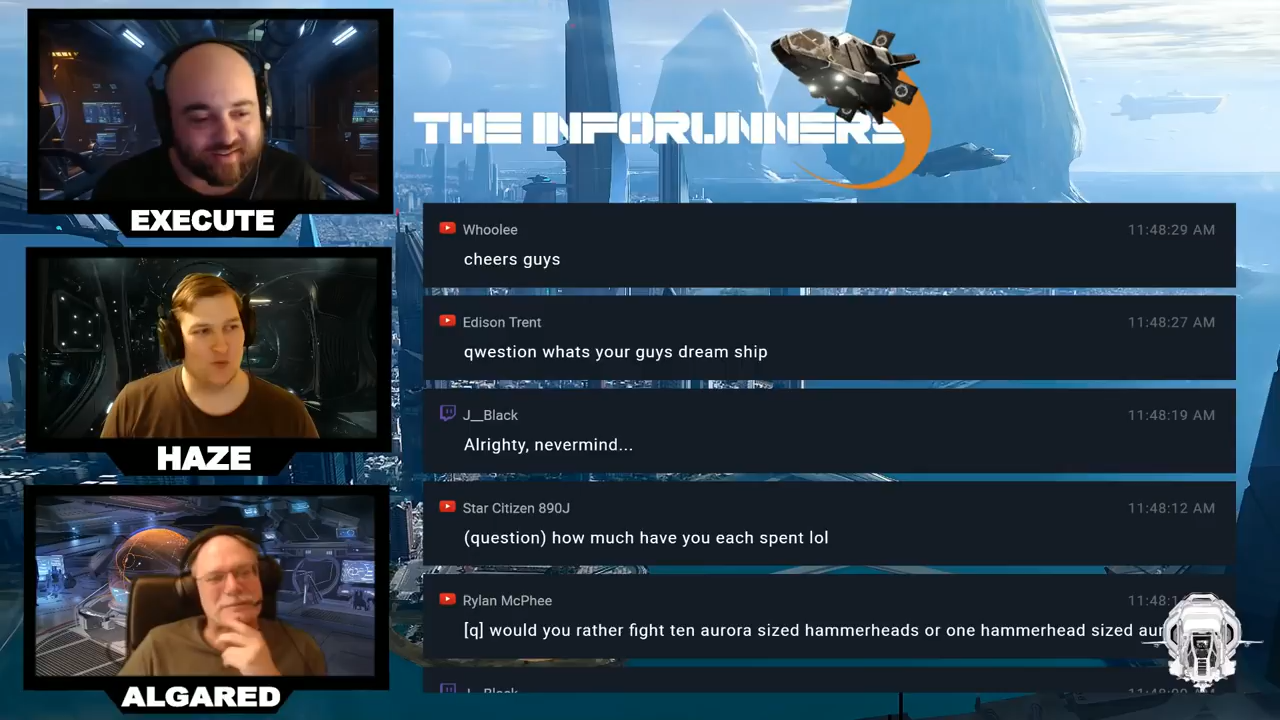 THE INFORUNNERS
EXECUTE
HAZE
ALGARED
Whoolee 11:48:29 AM
cheers guys
Edison Trent 11:48:27 AM
qwestion whats your guys dream ship
J__Black 11:48:19 AM
Alrighty, nevermind...
Star Citizen 890J 11:48:12 AM
(question) how much have you each spent lol
Rylan McPhee
[q] would you rather fight ten aurora sized hammerheads or one hammerhead sized
J__Black